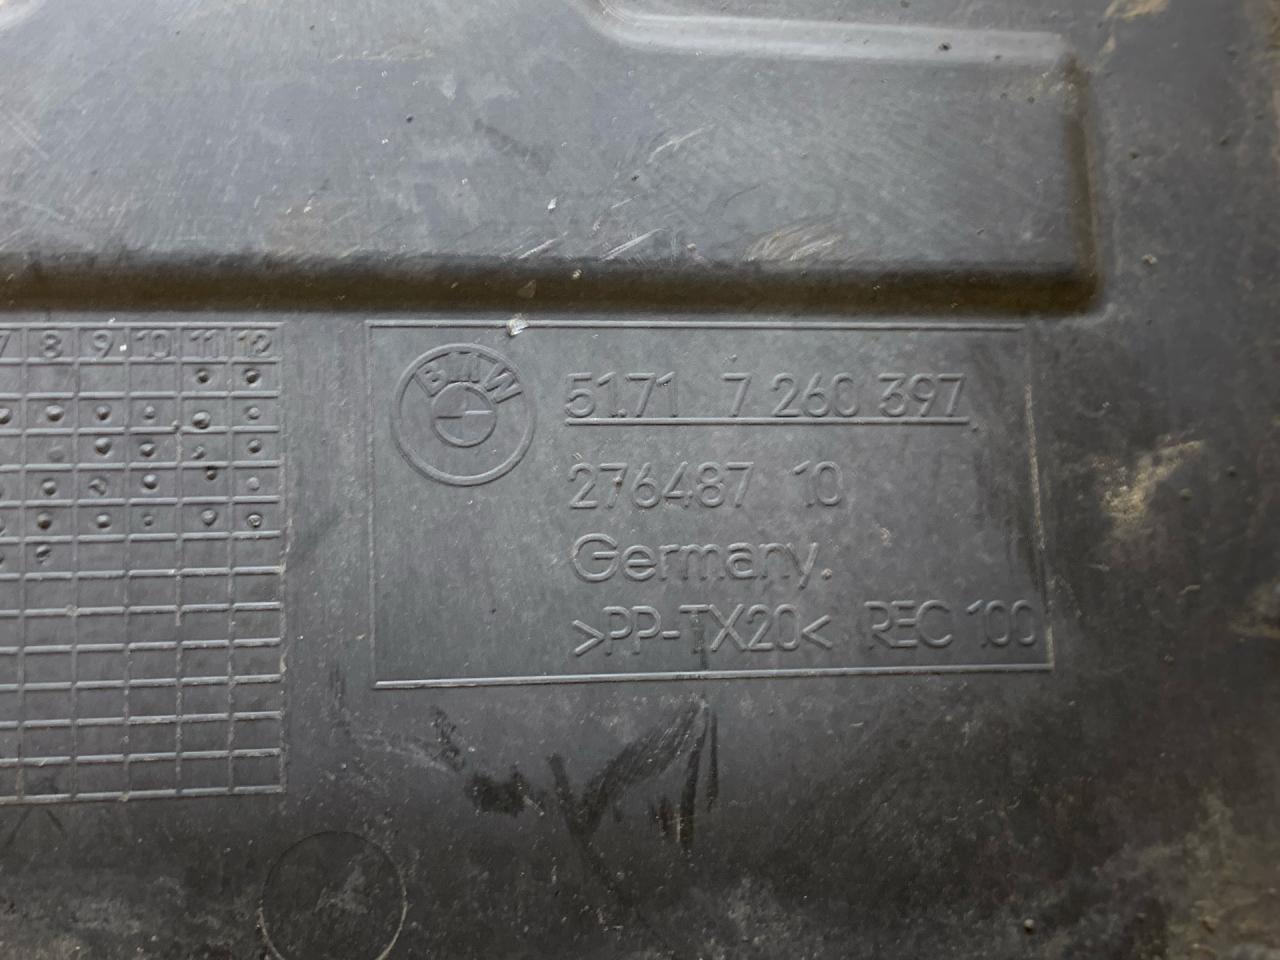 7 8 9 10 11 12
BMW
51.71 7 260 397
276487 10
Germany.
>PP-TX20< REC 100